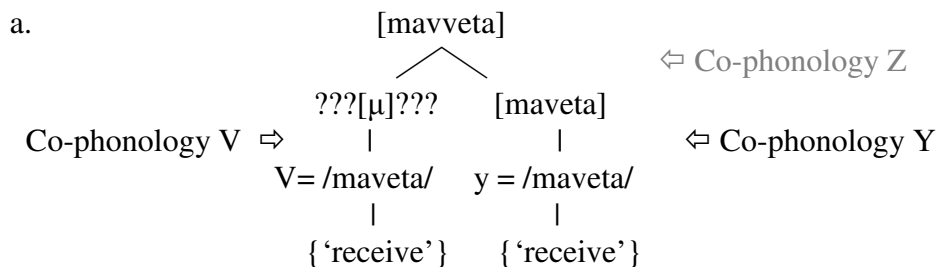 a. [mavveta]
⇦ Co-phonology Z
???[μ]??? [maveta]
Co-phonology V ⇨ ⇦ Co-phonology Y
V= /maveta/ y = /maveta/
{‘receive’} {‘receive’}